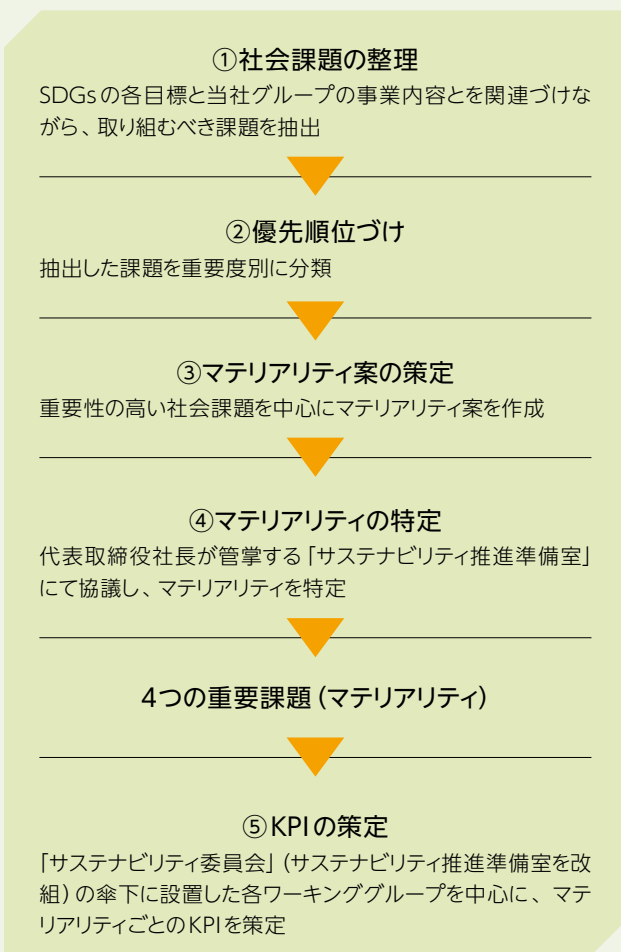 ①社会課題の整理
SDGsの各目標と当社グループの事業内容とを関連づけな
がら、取り組むべき課題を抽出
②優先順位づけ
抽出した課題を重要度別に分類
③マテリアリティ案の策定
重要性の高い社会課題を中心にマテリアリティ案を作成
④マテリアリティの特定
代表取締役社長が管掌する「サステナビリティ推進準備室」
にて協議し、マテリアリティを特定
4つの重要課題(マテリアリティ)
⑤KPIの策定
「サステナビリティ委員会」(サステナビリティ推進準備室を改
組)の傘下に設置した各ワーキンググループを中心に、マテ
リアリティごとのKPIを策定